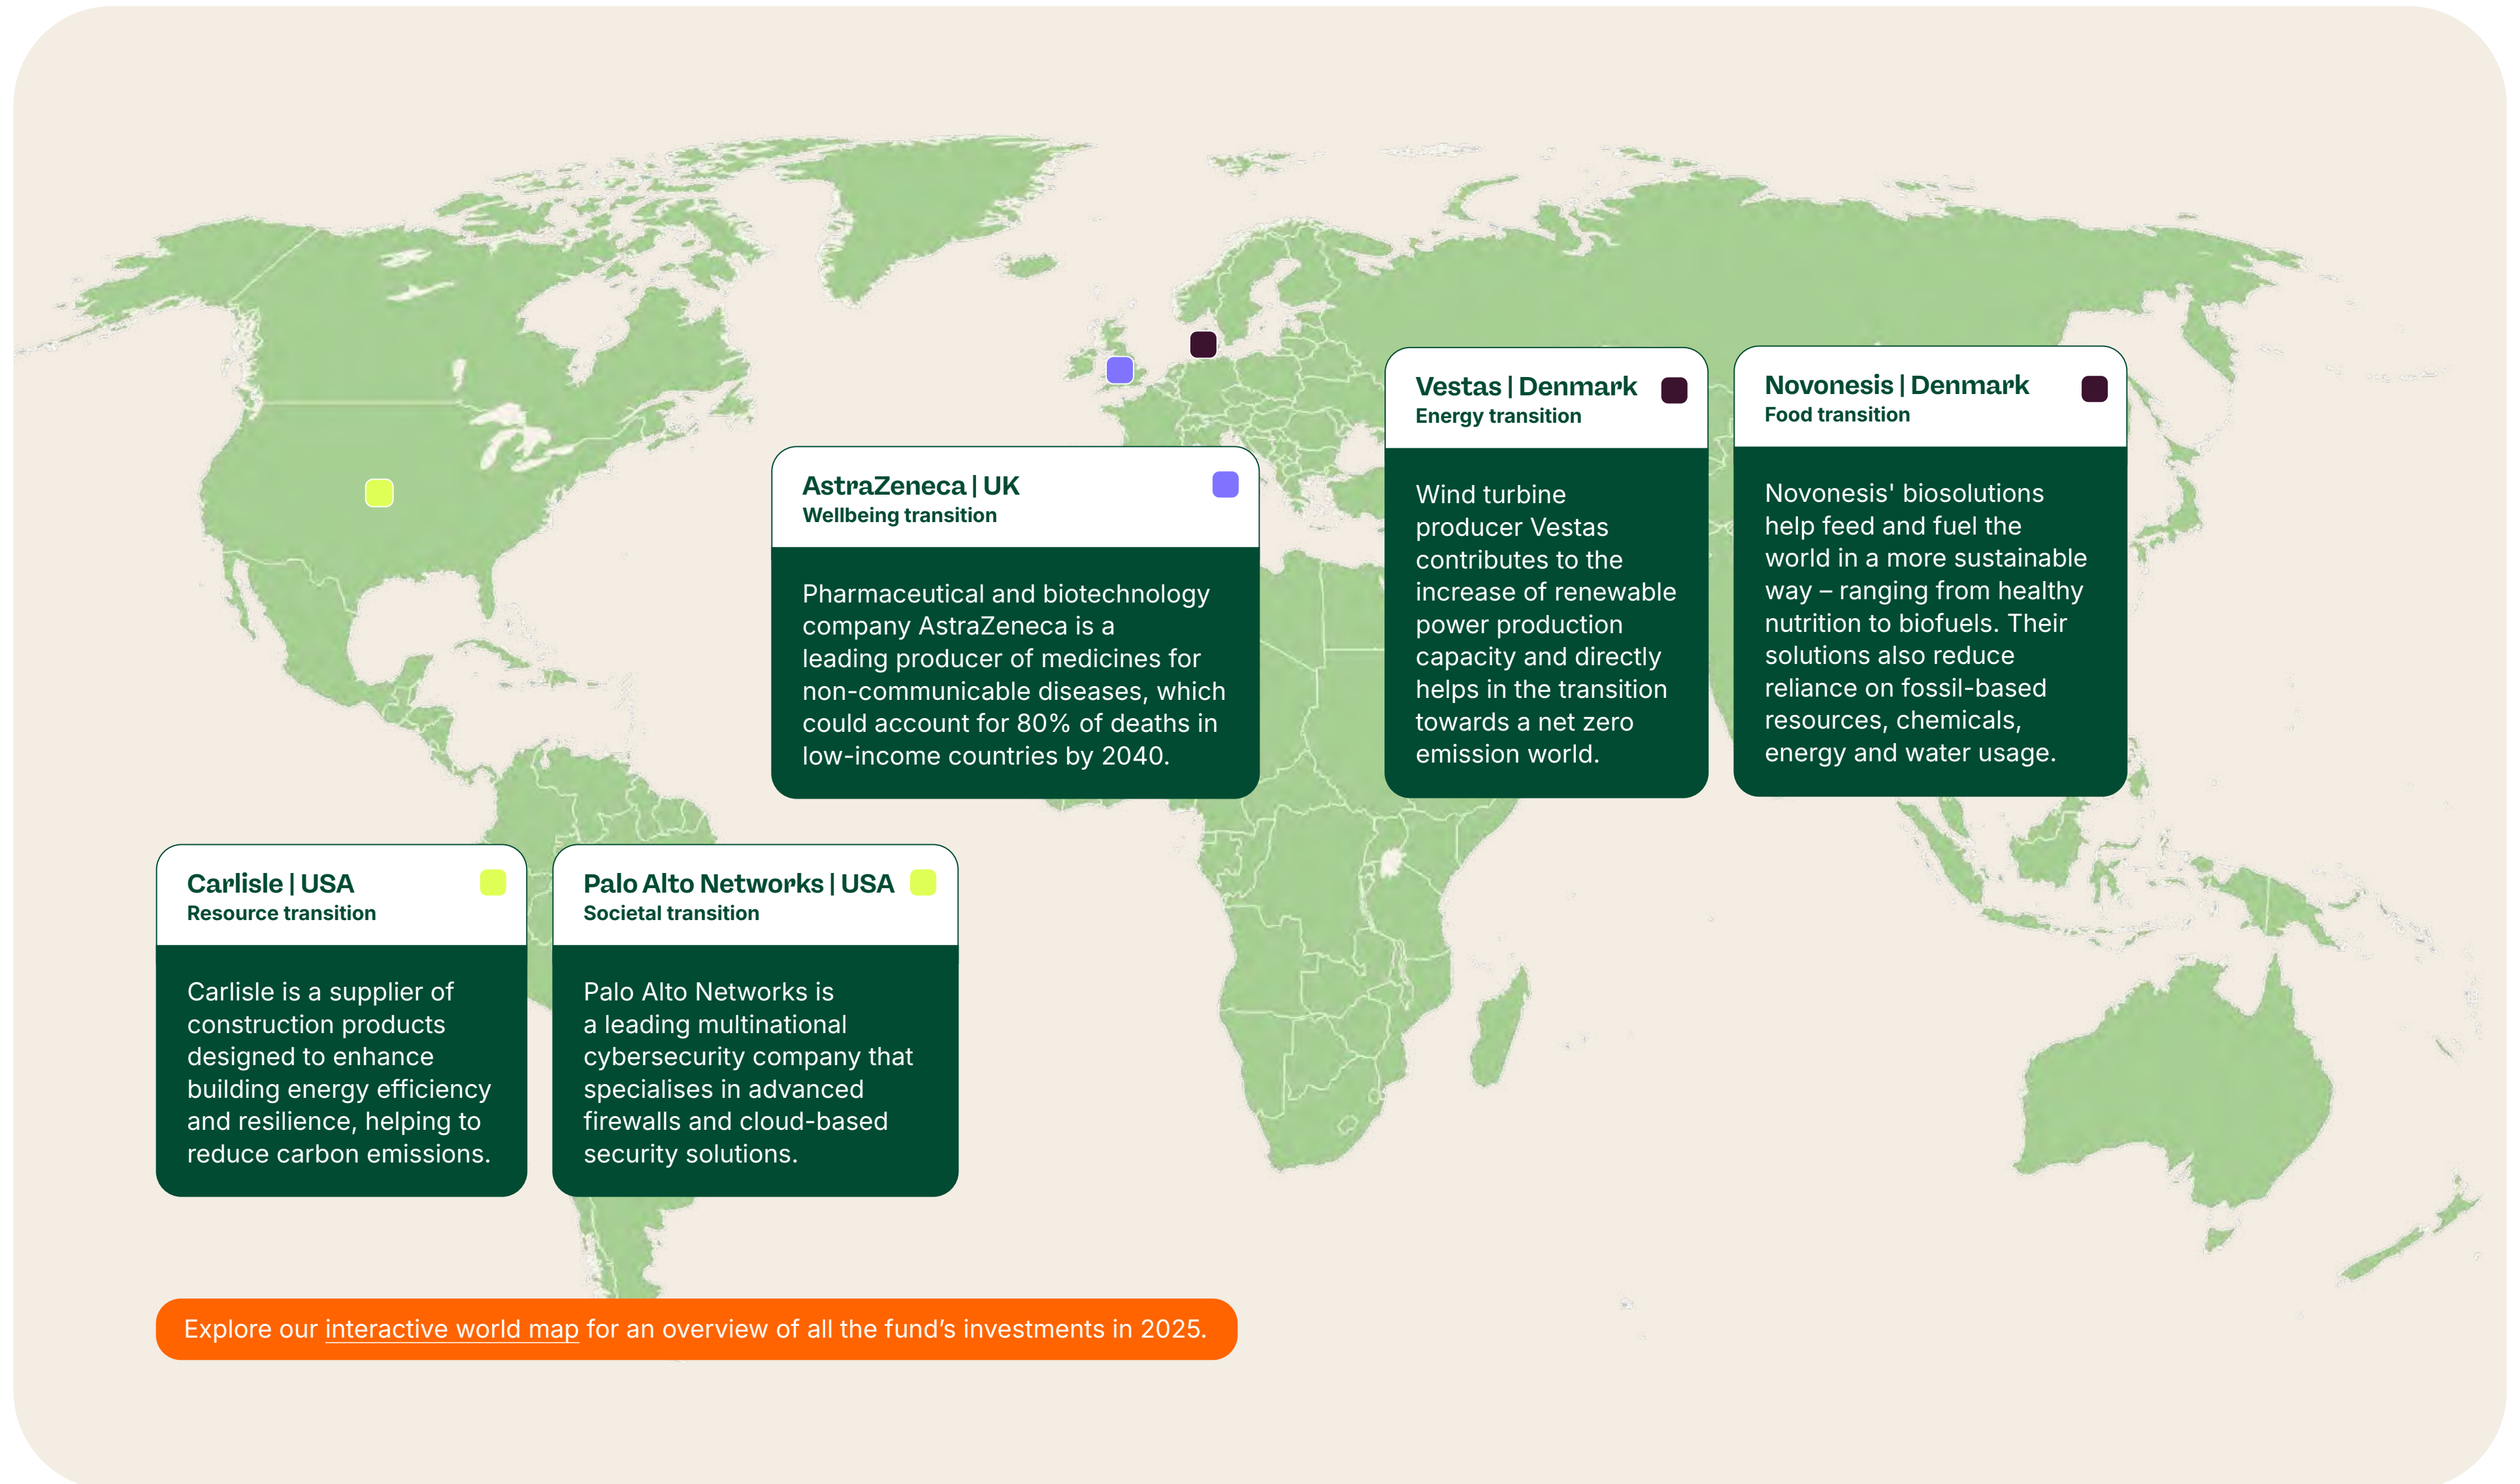 Vestas | Denmark
Energy transition
Wind turbine
producer Vestas
contributes to the
increase of renewable
power production
capacity and directly
helps in the transition
towards a net zero
emission world.
Novonesis | Denmark
Food transition
Novonesis' biosolutions
help feed and fuel the
world in a more sustainable
way – ranging from healthy
nutrition to biofuels. Their
solutions also reduce
reliance on fossil-based
resources, chemicals,
energy and water usage.
AstraZeneca | UK
Wellbeing transition
Pharmaceutical and biotechnology
company AstraZeneca is a
leading producer of medicines for
non-communicable diseases, which
could account for 80% of deaths in
low-income countries by 2040.
Carlisle | USA
Resource transition
Carlisle is a supplier of
construction products
designed to enhance
building energy efficiency
and resilience, helping to
reduce carbon emissions.
Palo Alto Networks | USA
Societal transition
Palo Alto Networks is
a leading multinational
cybersecurity company that
specialises in advanced
firewalls and cloud-based
security solutions.
Explore our interactive world map for an overview of all the fund’s investments in 2025.